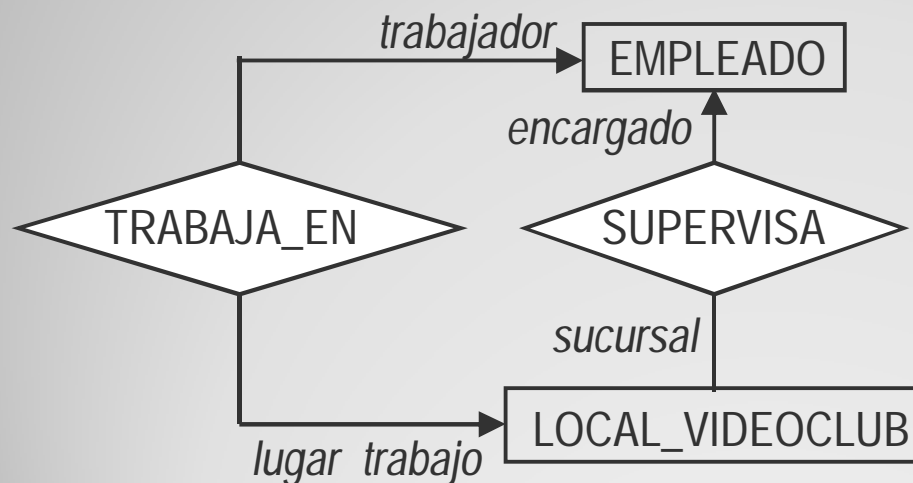 trabajador
EMPLEADO
encargado
TRABAJA_EN
SUPERVISA
sucursal
LOCAL_VIDEOCLUB
lugar trabajo